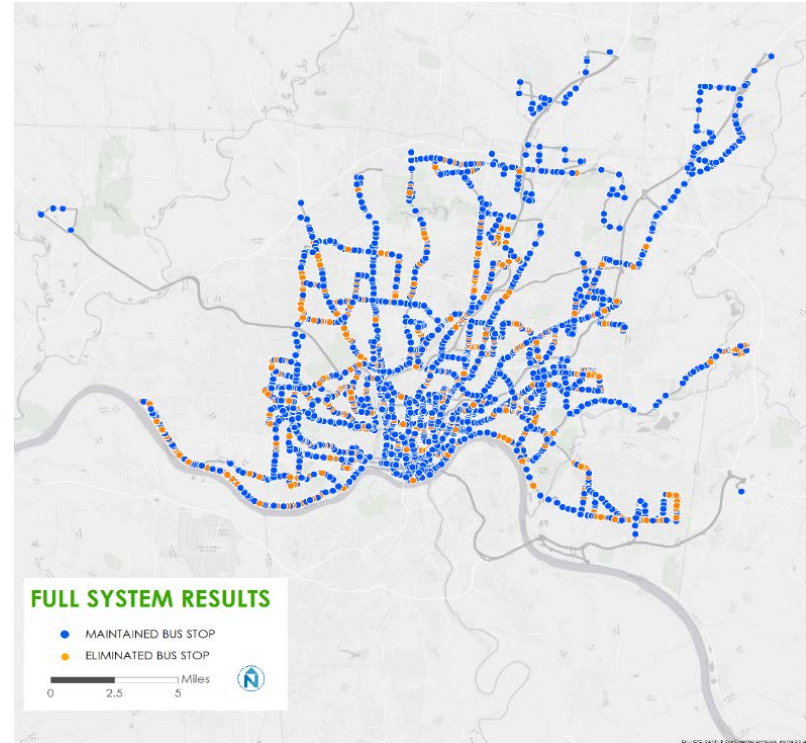 FULL SYSTEM RESULTS
MAINTAINED BUS STOP
ELIMINATED BUS STOP
Miles
0 2.5 5
N